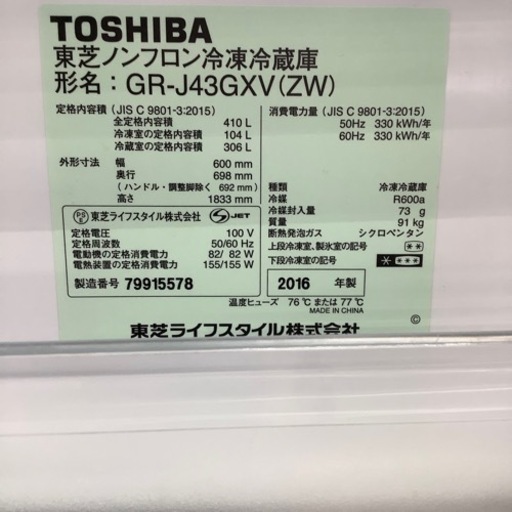 TOSHIBA
東芝ノンフロン冷凍冷蔵庫
形名：GR-J43GXV(ZW)
定格内容積 (JIS C 9801-3:2015)
全定格内容積 410 L
冷凍室の定格内容積 104 L
冷蔵室の定格内容積 306 L
外形寸法 幅 600 mm
奥行 698 mm
(ハンドル・調整脚除く 692 mm)
高さ 1833 mm
PS E 東芝ライフスタイル株式会社 S JET
定格電圧 100 V
定格周波数 50/60 Hz
電動機の定格消費電力 82/ 82 W
電熱装置の定格消費電力 155/155 W
製造番号 79915578
消費電力量 (JIS C 9801-3:2015)
50Hz 330 kWh/年
60Hz 330 kWh/年
種類 冷凍冷蔵庫
冷媒 R600a
冷媒封入量 73 g
質量 91 kg
断熱発泡ガス シクロペンタン
上段冷凍室、製氷室の記号 ***
下段冷凍室の記号 * ***
2016 年製
温度ヒューズ 76℃ または 77℃
MADE IN CHINA
東芝ライフスタイル株式会社
©